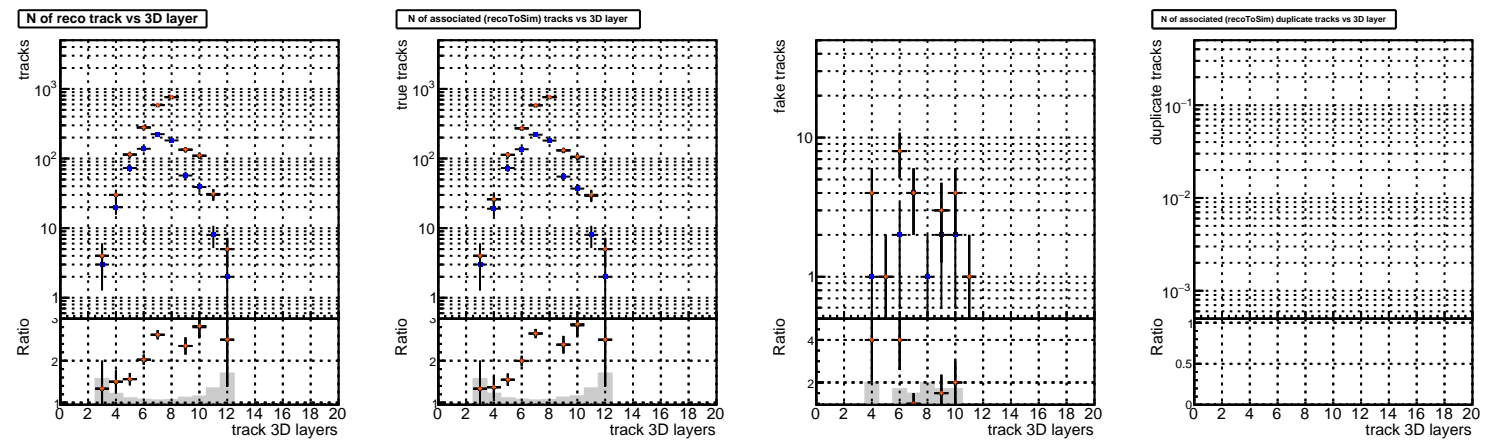 N of reco track vs 3D layer
tracks
10³
10²
10
1
Ratio
3
2
1
0 2 4 6 8 10 12 14 16 18 20
track 3D layers
N of associated (recoToSim) tracks vs 3D layer
true tracks
10³
10²
10
1
Ratio
3
2
1
0 2 4 6 8 10 12 14 16 18 20
track 3D layers
fake tracks
10
1
Ratio
4
2
0 2 4 6 8 10 12 14 16 18 20
track 3D layers
N of associated (recoToSim) duplicate tracks vs 3D layer
duplicate tracks
10⁻¹
10⁻²
10⁻³
Ratio
1
0.5
0
0 2 4 6 8 10 12 14 16 18 20
track 3D layers